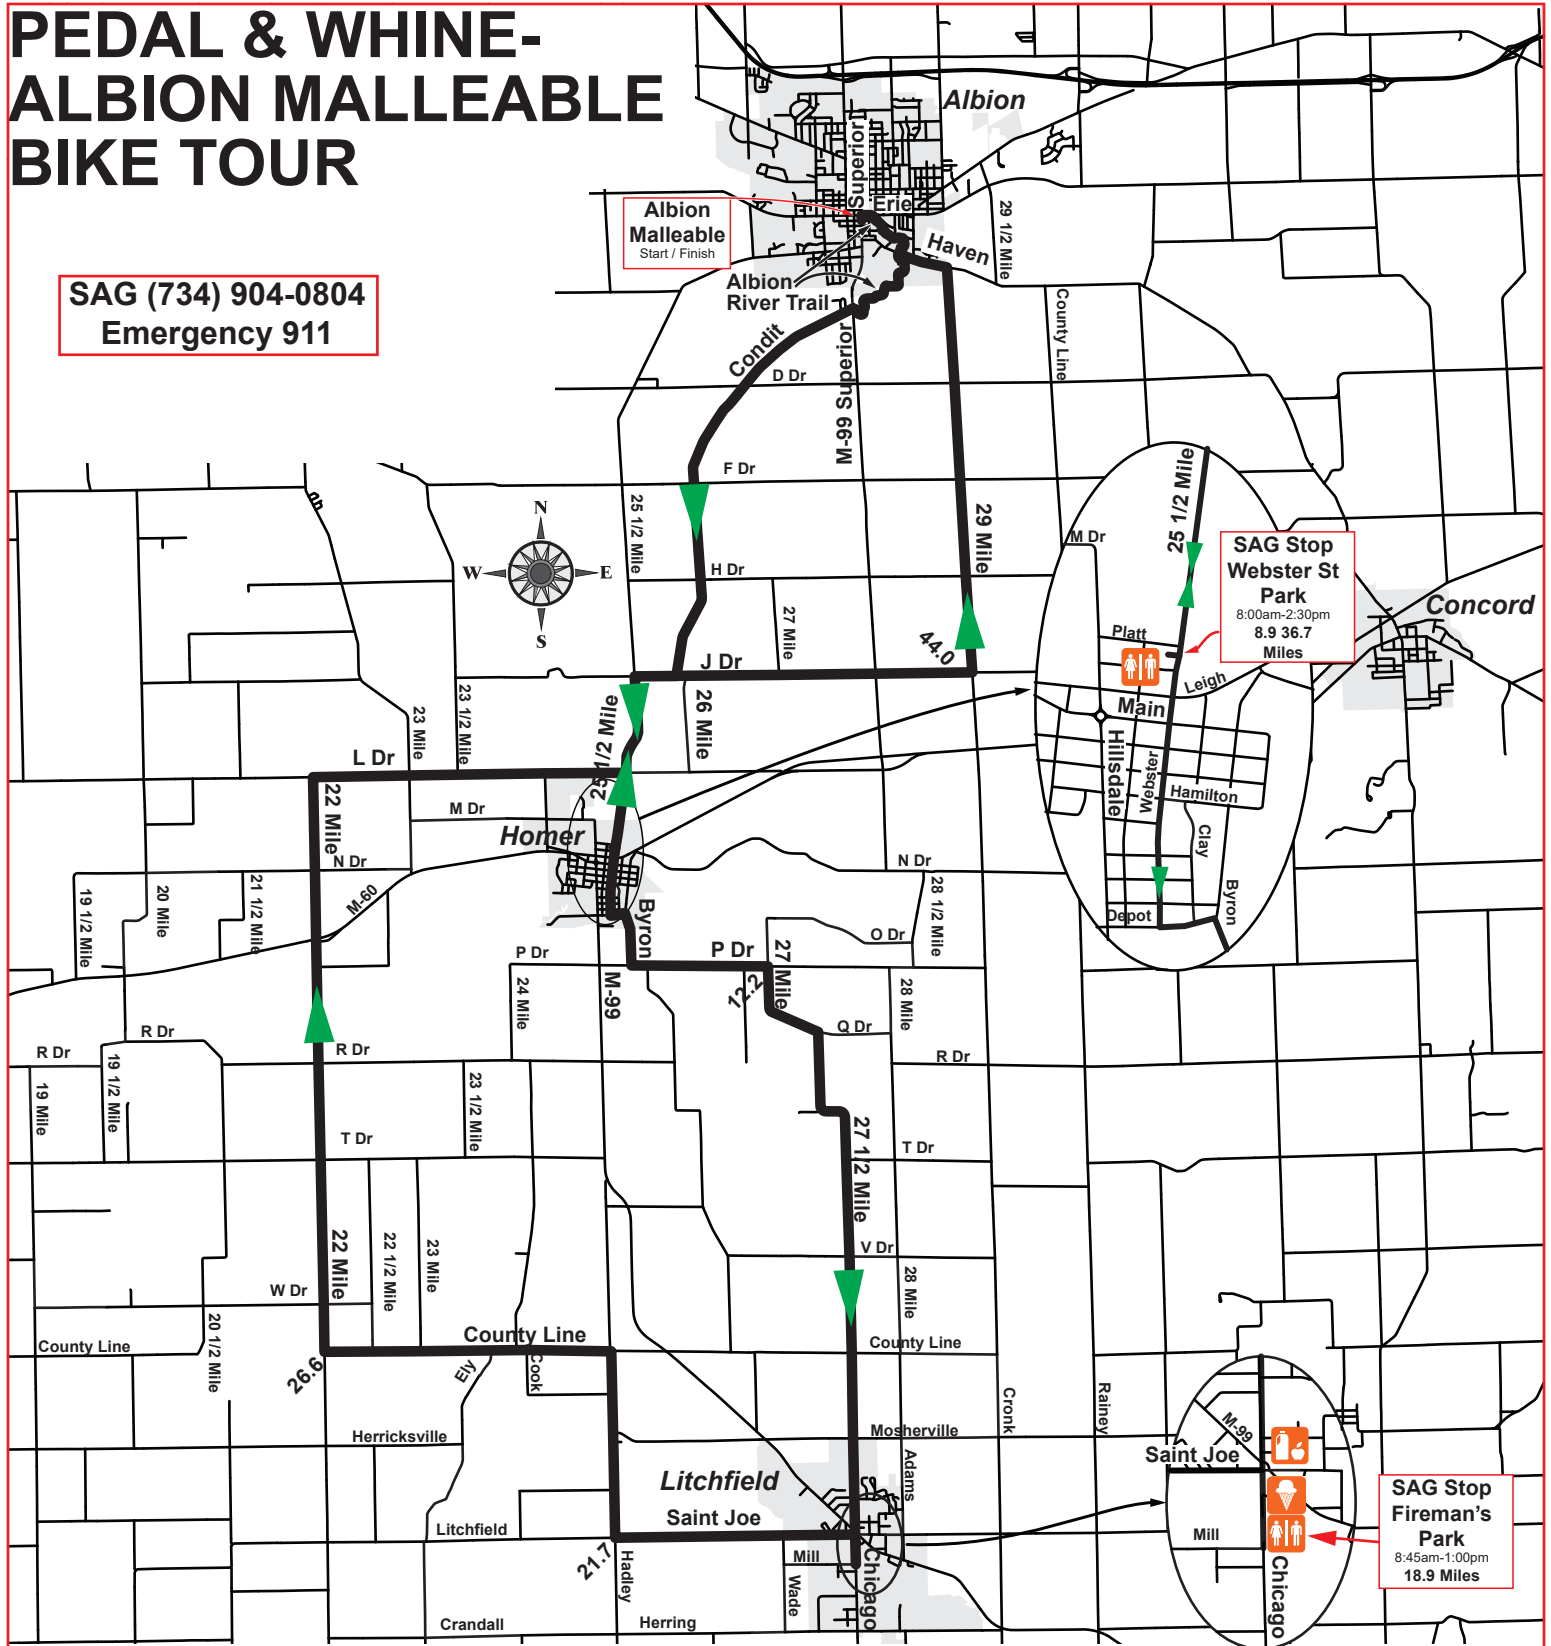 PEDAL & WHINE-
ALBION MALLEABLE
BIKE TOUR
SAG (734) 904-0804
Emergency 911
Albion
Superior
Erie
Albion
Malleable
Start / Finish
Haven
29 1/2 Mile
Albion
River Trail
County Line
Condit
D Dr
M-99 Superior
F Dr
25 1/2 Mile
29 Mile
N
W
E
S
H Dr
27 Mile
44.0
J Dr
25 1/2 Mile
M Dr
SAG Stop
Webster St
Park
8:00am-2:30pm
8.9 36.7
Miles
Platt
Leigh
Main
Hillsdale
Webster
Hamilton
Clay
Depot
Byron
Concord
23 1/2 Mile
23 Mile
26 Mile
25 1/2 Mile
L Dr
22 Mile
M Dr
Homer
N Dr
M-60
N Dr
19 1/2 Mile
20 Mile
21 1/2 Mile
28 1/2 Mile
Byron
O Dr
P Dr
P Dr
27 Mile
12.2
24 Mile
M-99
28 Mile
Q Dr
R Dr
R Dr
R Dr
R Dr
19 Mile
19 1/2 Mile
23 1/2 Mile
T Dr
27 1/2 Mile
T Dr
22 Mile
22 1/2 Mile
23 Mile
V Dr
28 Mile
W Dr
County Line
20 1/2 Mile
County Line
County Line
26.6
Ely
Cook
Cronk
Rainey
Herricksville
Mosherville
Adams
Litchfield
Saint Joe
Litchfield
21.7
Hadley
Mill
Wade
Chicago
Crandall
Herring
M-99
Saint Joe
Mill
Chicago
SAG Stop
Fireman's
Park
8:45am-1:00pm
18.9 Miles